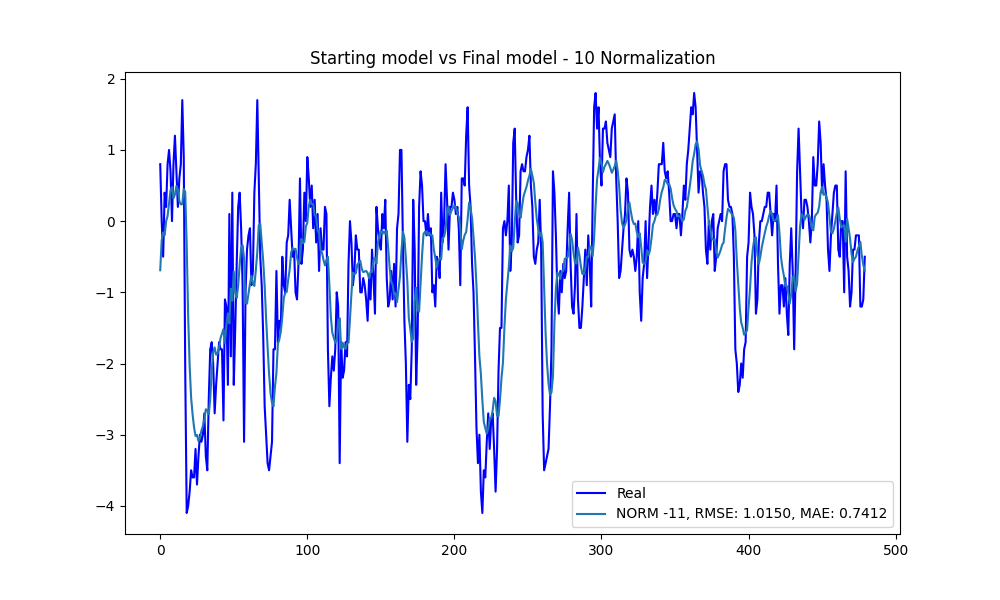 Starting model vs Final model - 10 Normalization
2
1
0
−1
−2
−3
−4
Real
NORM -11, RMSE: 1.0150, MAE: 0.7412
0 100 200 300 400 500